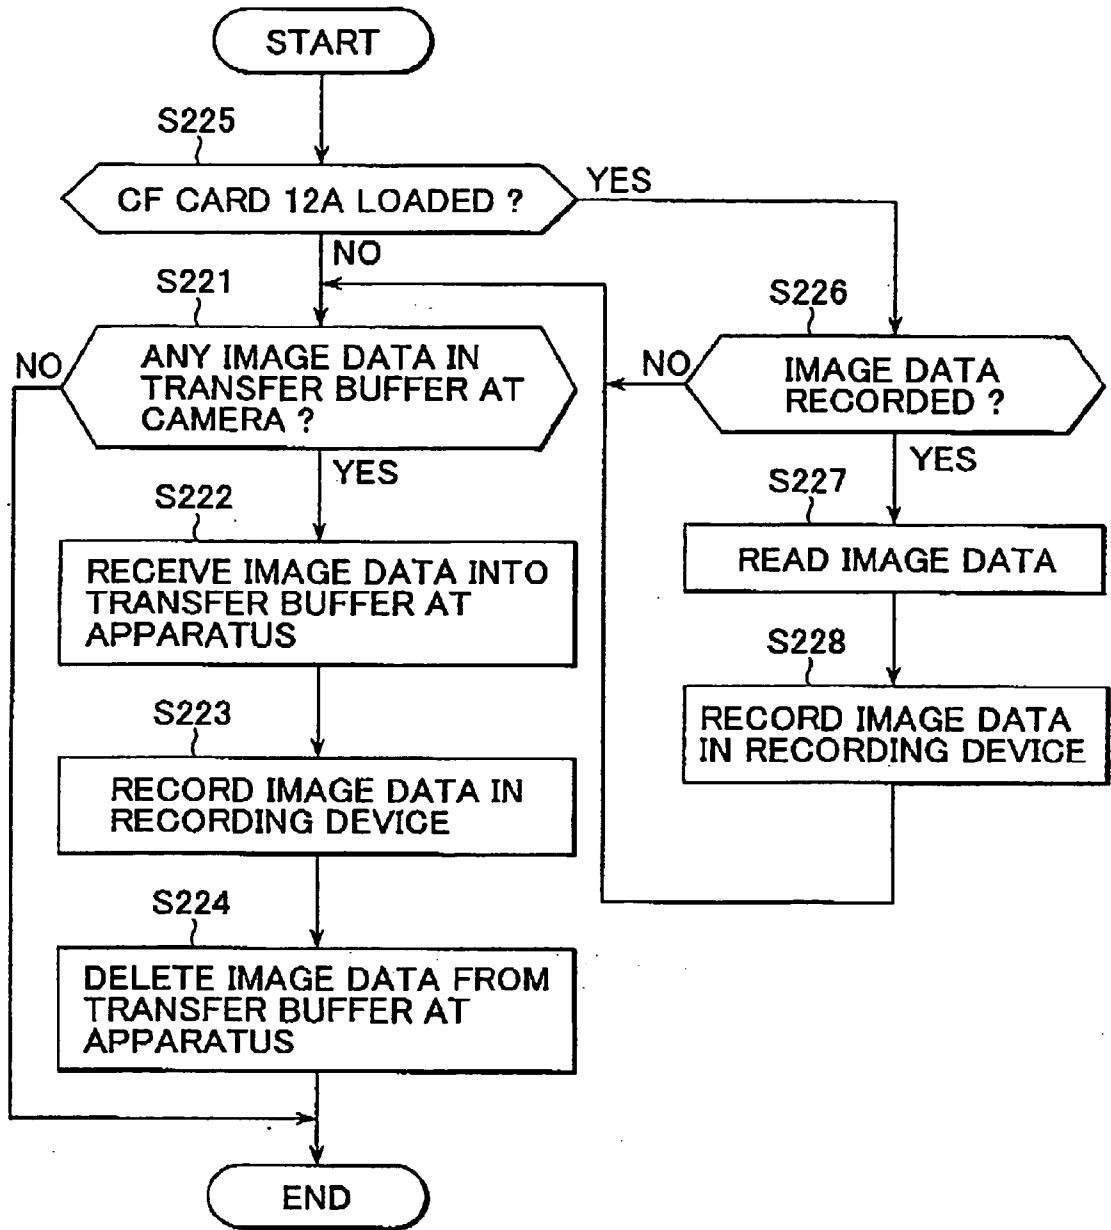 START
S225
CF CARD 12A LOADED ?
YES
NO
S221
ANY IMAGE DATA IN
TRANSFER BUFFER AT
CAMERA ?
NO
YES
S222
RECEIVE IMAGE DATA INTO
TRANSFER BUFFER AT
APPARATUS
S223
RECORD IMAGE DATA IN
RECORDING DEVICE
S224
DELETE IMAGE DATA FROM
TRANSFER BUFFER AT
APPARATUS
END
S226
IMAGE DATA
RECORDED ?
NO
YES
S227
READ IMAGE DATA
S228
RECORD IMAGE DATA
IN RECORDING DEVICE